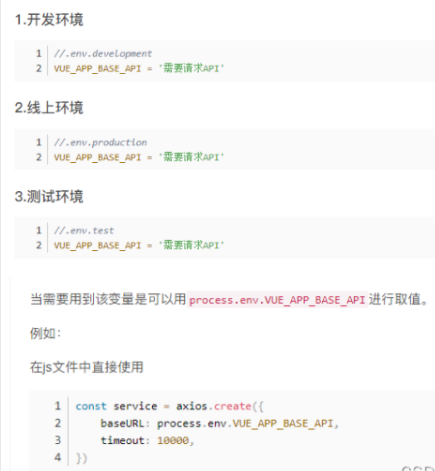 1.开发环境
1 //.env.development
2 VUE_APP_BASE_API = '需要请求API'
2.线上环境
1 //.env.production
2 VUE_APP_BASE_API = '需要请求API'
3.测试环境
1 //.env.test
2 VUE_APP_BASE_API = '需要请求API'
当需要用到该变量是可以用 process.env.VUE_APP_BASE_API 进行取值。
例如：
在js文件中直接使用
1 const service = axios.create({
2 baseURL: process.env.VUE_APP_BASE_API,
3 timeout: 10000,
4 })